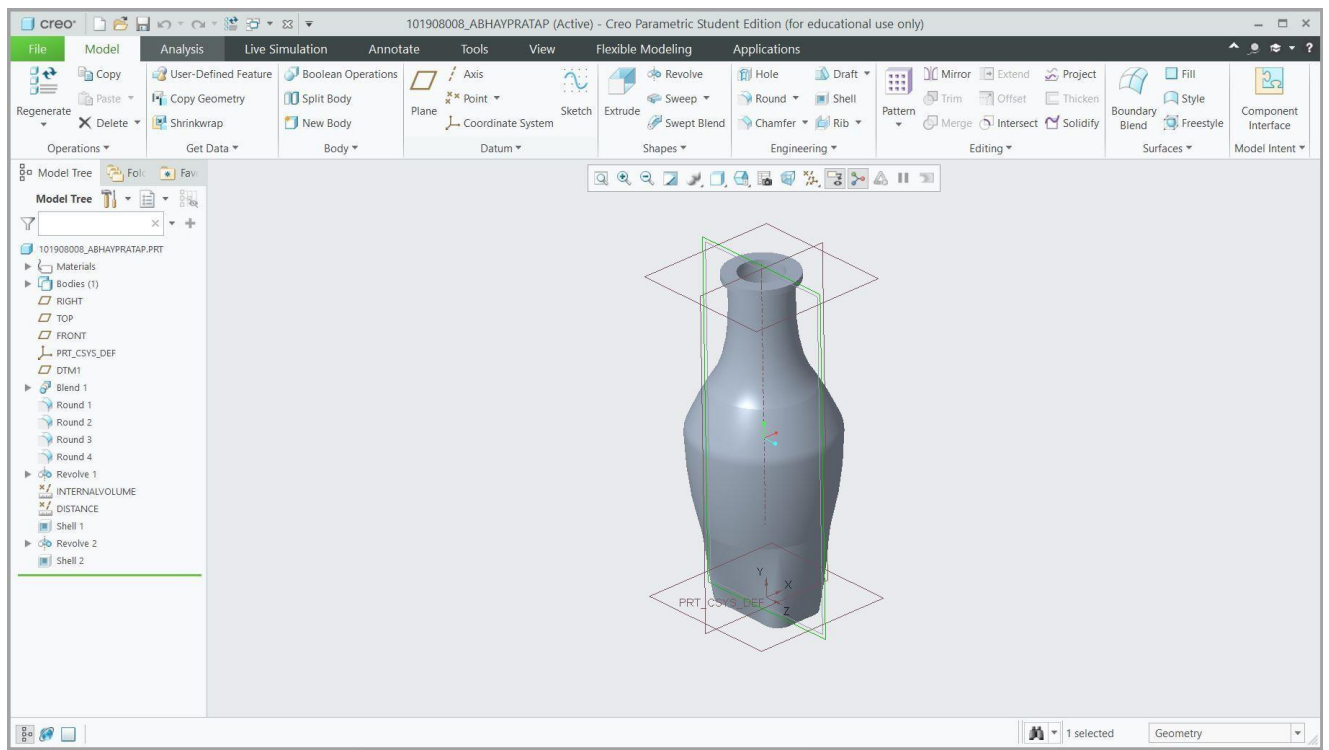 creo® 101908008_ABHAYPRATAP (Active) - Creo Parametric Student Edition (for educational use only)
File Model Analysis Live Simulation Annotate Tools View Flexible Modeling Applications
Regenerate
Copy
Paste
Delete
Operations
User-Defined Feature
Copy Geometry
Shrinkwrap
Get Data
Boolean Operations
Split Body
New Body
Body
Plane
Axis
Point
Coordinate System
Sketch
Datum
Extrude
Revolve
Sweep
Swept Blend
Shapes
Hole
Round
Chamfer
Draft
Shell
Rib
Engineering
Pattern
Mirror
Trim
Merge
Extend
Offset
Intersect
Project
Thicken
Solidify
Editing
Boundary
Blend
Fill
Style
Freestyle
Surfaces
Component
Interface
Model Intent
Model Tree Fol Fav
Model Tree
101908008_ABHAYPRATAP.PRT
Materials
Bodies (1)
RIGHT
TOP
FRONT
PRT_CSYS_DEF
DTM1
Blend 1
Round 1
Round 2
Round 3
Round 4
Revolve 1
INTERNALVOLUME
DISTANCE
Shell 1
Revolve 2
Shell 2
Y
X
PRT_CSYS_DEF
Z
1 selected Geometry